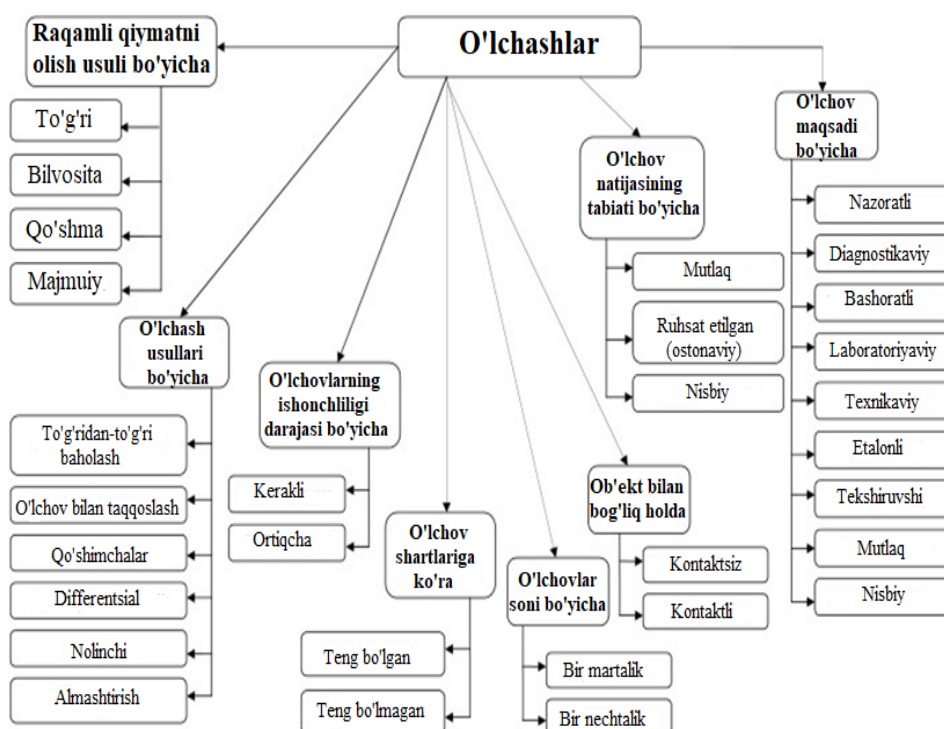 O'lchashlar
Raqamli qiymatni
olish usuli bo'yicha
To'g'ri
Bilvosita
Qo'shma
Majmuiy
O'lchash
usullari
bo'yicha
To'g'ridan-to'g'ri
baholash
O'lchov bilan taqqoslash
Qo'shimchalar
Differentsial
Nolinchi
Almashtirish
O'lchovlarning
ishonchliligi
darajasi bo'yicha
Kerakli
Ortiqcha
O'lchov
shartlariga
ko'ra
Teng bo'lgan
Teng bo'lmagan
O'lchovlar
soni bo'yicha
Bir martalik
Bir nechtalik
Ob'ekt bilan
bog'liq holda
Kontaktsiz
Kontaktli
O'lchov
natijasining
tabiati bo'yicha
Mutlaq
Ruhsat etilgan
(ostonaviy)
Nisbiy
O'lchov
maqsadi
bo'yicha
Nazoratli
Diagnostikaviy
Bashoratli
Laboratoriyaviy
Texnikaviy
Etalonli
Tekshiruvshi
Mutlaq
Nisbiy